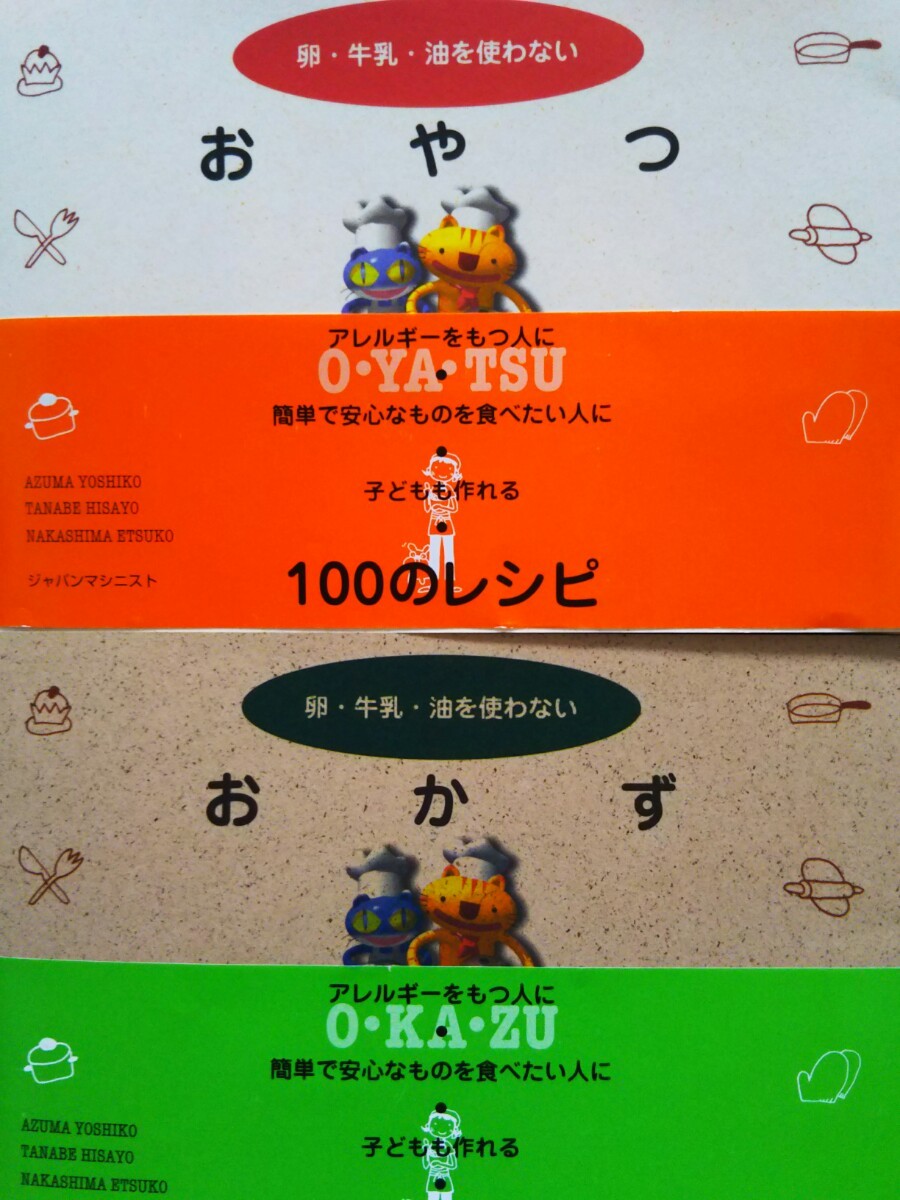 卵・牛乳・油を使わない
おやつ
アレルギーをもつ人に
O・YA・TSU
簡単で安心なものを食べたい人に
子どもも作れる
100のレシピ
AZUMA YOSHIKO
TANABE HISAYO
NAKASHIMA ETSUKO
ジャパンマシニスト
卵・牛乳・油を使わない
おかず
アレルギーをもつ人に
O・KA・ZU
簡単で安心なものを食べたい人に
子どもも作れる
AZUMA YOSHIKO
TANABE HISAYO
NAKASHIMA ETSUKO